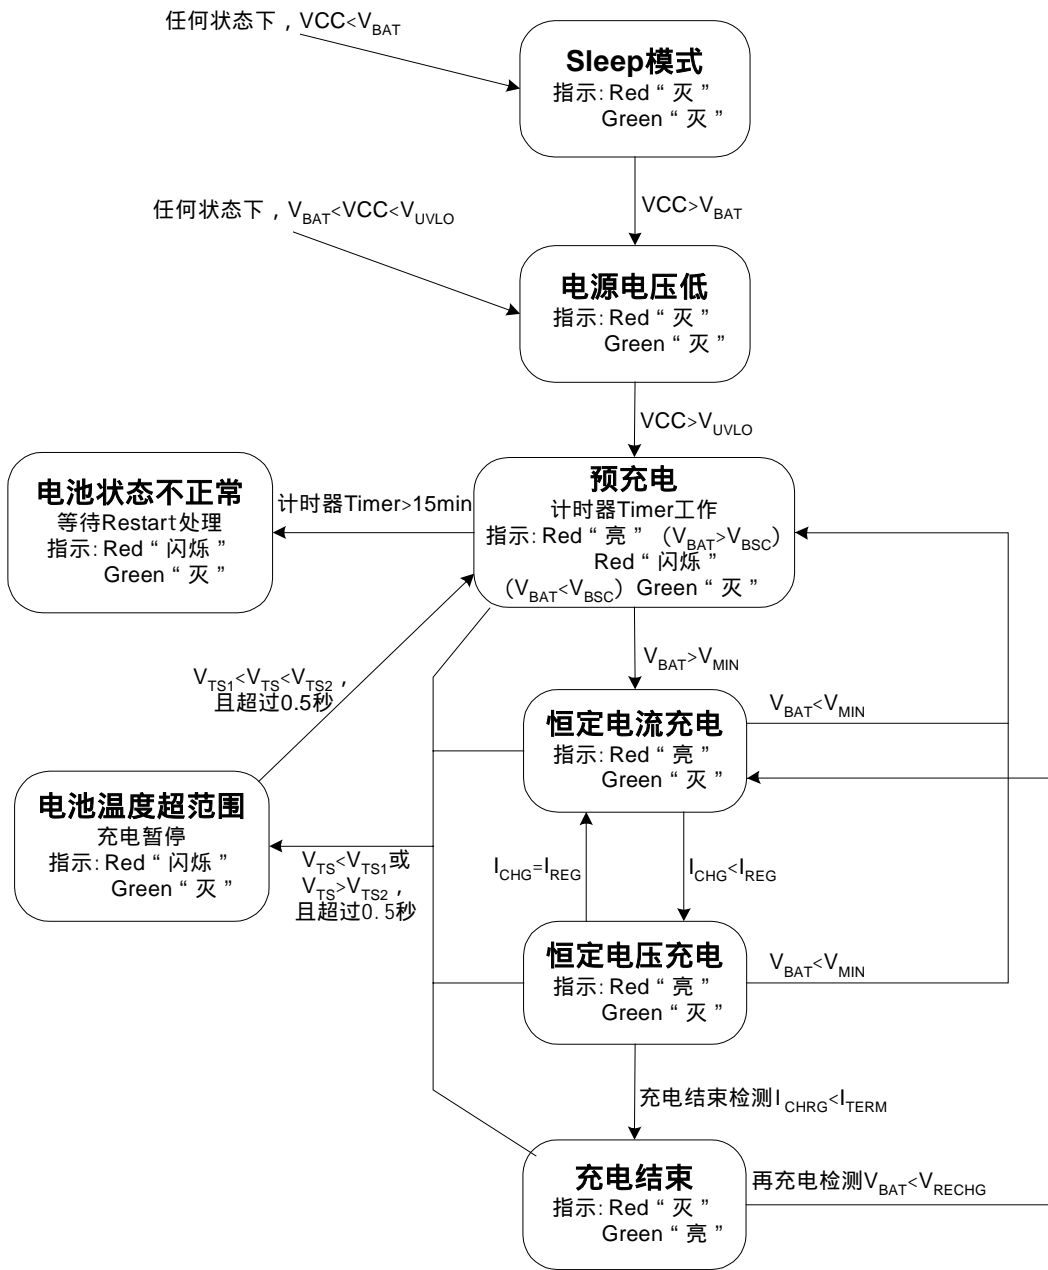 任何状态下，VCC<VBAT
Sleep模式
指示: Red“灭”
Green“灭”
VCC>VBAT
任何状态下，VBAT<VCC<VUVLO
电源电压低
指示: Red“灭”
Green“灭”
VCC>VUVLO
电池状态不正常
等待Restart处理
指示: Red“闪烁”
Green“灭”
计时器Timer>15min
预充电
计时器Timer工作
指示: Red“亮”（VBAT>VBSC）
Red“闪烁”
（VBAT<VBSC）Green“灭”
VBAT>VMIN
VTS1<VTS<VTS2，
且超过0.5秒
恒定电流充电
指示: Red“亮”
Green“灭”
VBAT<VMIN
电池温度超范围
充电暂停
指示: Red“闪烁”
Green“灭”
VTS<VTS1或
VTS>VTS2，
且超过0.5秒
ICHG=IREG
ICHG<IREG
恒定电压充电
指示: Red“亮”
Green“灭”
VBAT<VMIN
充电结束检测ICHRG<ITERM
充电结束
指示: Red“灭”
Green“亮”
再充电检测VBAT<VRECHG